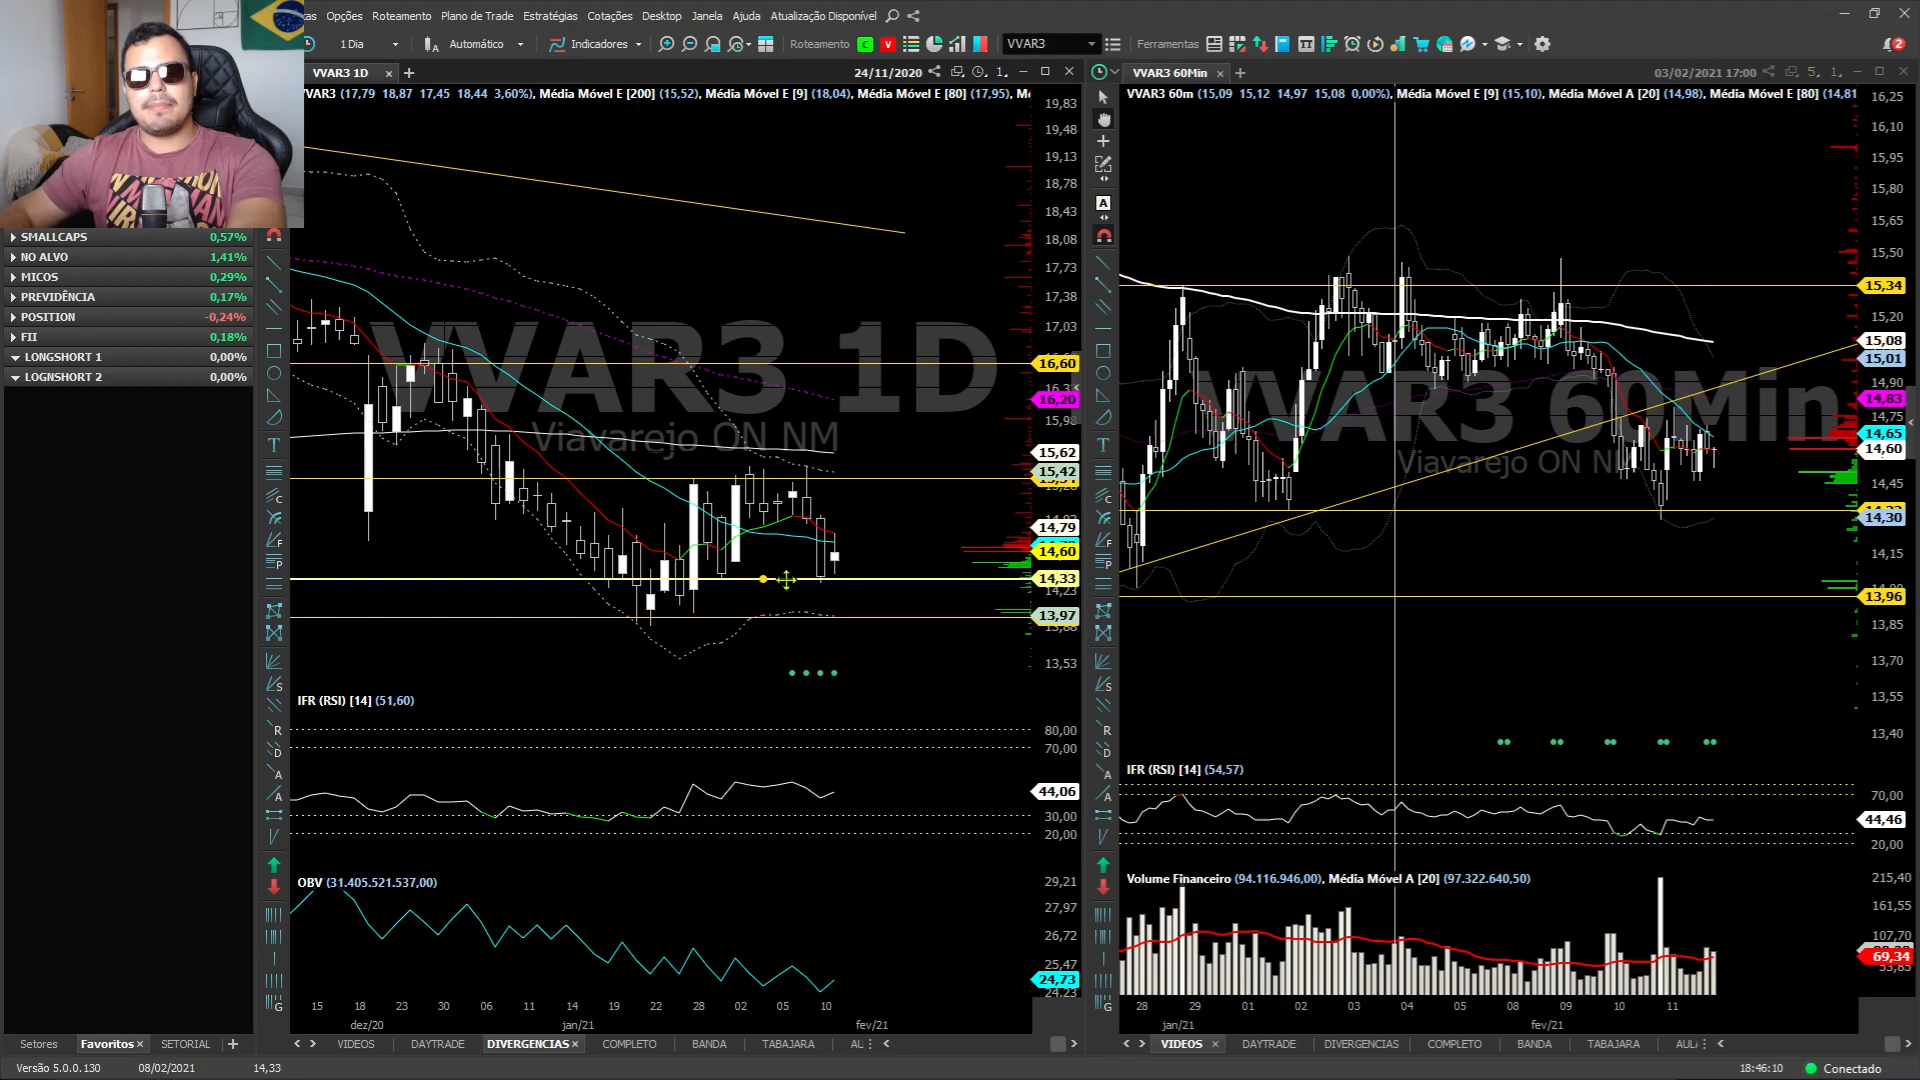 Opções Roteamento Plano de Trade Estratégias Cotações Desktop Janela Ajuda Atualização Disponível
1 Dia Automático Indicadores Roteamento C V VVAR3 Ferramentas 2
VVAR3 1D
24/11/2020
VVAR3 60Min
03/02/2021 17:00
VVAR3 (17,79 18,87 17,45 18,44 3,60%), Média Móvel E [200] (15,52), Média Móvel E [9] (18,04), Média Móvel E [80] (17,95),
VVAR3 60m (15,09 15,12 14,97 15,08 0,00%), Média Móvel E [9] (15,10), Média Móvel A [20] (14,98), Média Móvel E [80] (14,81
SMALLCAPS 0,57%
NO ALVO 1,41%
MICOS 0,29%
PREVIDÊNCIA 0,17%
POSITION -0,24%
FII 0,18%
LONGSHORT 1 0,00%
LOGNSHORT 2 0,00%
VVAR3 1D
Viavarejo ON NM
19,83
19,48
19,13
18,78
18,43
18,08
17,73
17,38
17,03
16,60
16,20
15,98
15,62
15,42
14,79
14,60
14,33
14,23
13,97
13,88
13,53
IFR (RSI) [14] (51,60)
80,00
70,00
44,06
30,00
20,00
OBV (31.405.521.537,00)
29,21
27,97
26,72
25,47
24,73
24,23
15 18 23 30 06 11 14 19 22 28 02 05 10
dez/20 jan/21 fev/21
VVAR3 60Min
16,25
16,10
15,95
15,80
15,65
15,50
15,34
15,20
15,08
15,01
14,90
14,83
14,75
14,65
14,60
14,45
14,30
14,15
13,96
13,85
13,70
13,55
13,40
IFR (RSI) [14] (54,57)
70,00
44,46
20,00
Volume Financeiro (94.116.946,00), Média Móvel A [20] (97.322.640,50)
215,40
161,55
107,70
69,34
53,85
28 29 01 02 03 04 05 08 09 10 11
jan/21 fev/21
Setores Favoritos SETORIAL
VIDEOS DAYTRADE DIVERGENCIAS COMPLETO BANDA TABAJARA
VIDEOS DAYTRADE DIVERGENCIAS COMPLETO BANDA TABAJARA
Versão 5.0.0.130 08/02/2021 14,33
18:46:10 Conectado